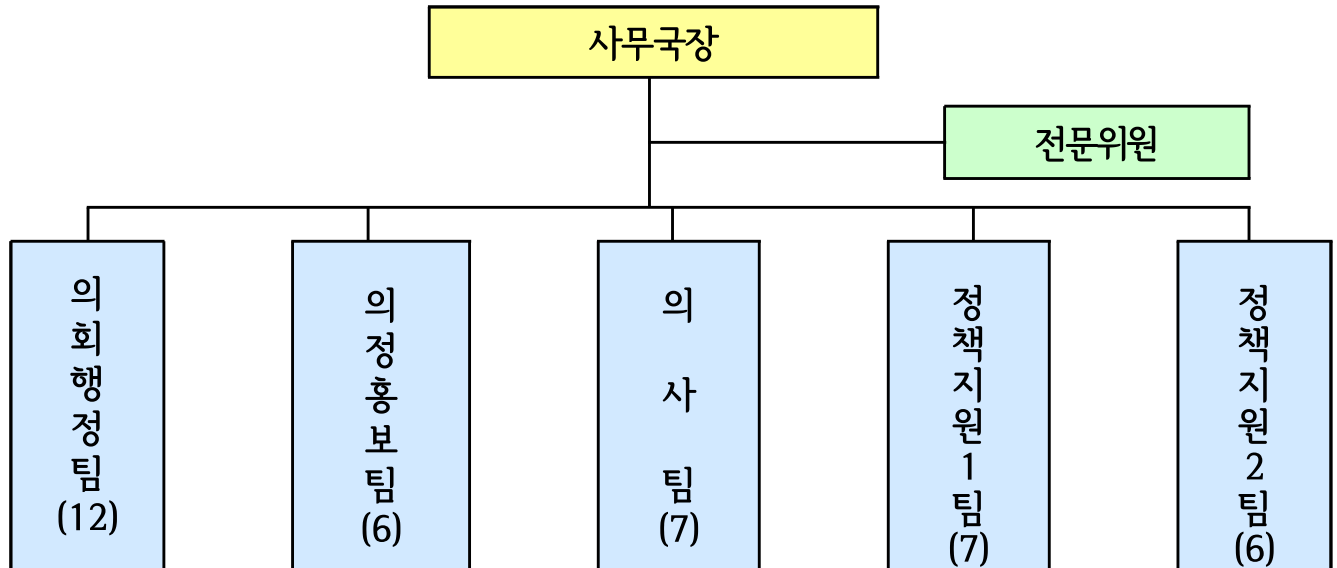 사무국장
전문위원
의회행정팀
(12)
의정홍보팀
(6)
의사팀
(7)
정책지원1팀
(7)
정책지원2팀
(6)